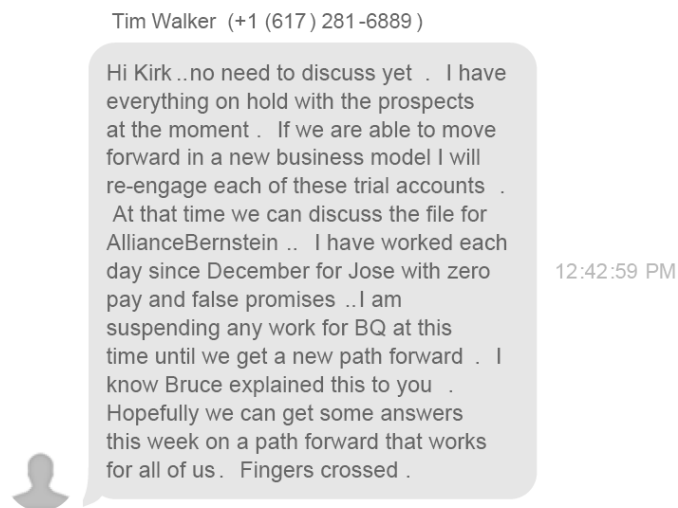 Tim Walker (+1 (617) 281-6889)
Hi Kirk..no need to discuss yet . I have
everything on hold with the prospects
at the moment . If we are able to move
forward in a new business model I will
re-engage each of these trial accounts .
At that time we can discuss the file for
AllianceBernstein .. I have worked each
day since December for Jose with zero
pay and false promises ..I am
suspending any work for BQ at this
time until we get a new path forward . I
know Bruce explained this to you .
Hopefully we can get some answers
this week on a path forward that works
for all of us. Fingers crossed .
12:42:59 PM